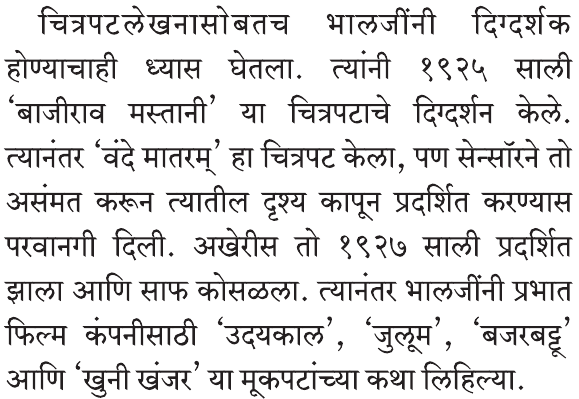 चित्रपटलेखनासोबतच भालजींनी दिग्दर्शक
होण्याचाही ध्यास घेतला. त्यांनी १९२५ साली
‘बाजीराव मस्तानी’ या चित्रपटाचे दिग्दर्शन केले.
त्यानंतर ‘वंदे मातरम्’ हा चित्रपट केला, पण सेन्सॉरने तो
असंमत करून त्यातील दृश्य कापून प्रदर्शित करण्यास
परवानगी दिली. अखेरीस तो १९२७ साली प्रदर्शित
झाला आणि साफ कोसळला. त्यानंतर भालजींनी प्रभात
फिल्म कंपनीसाठी ‘उदयकाल’, ‘जुलूम’, ‘बजरबट्टू’
आणि ‘खुनी खंजर’ या मूकपटांच्या कथा लिहिल्या.